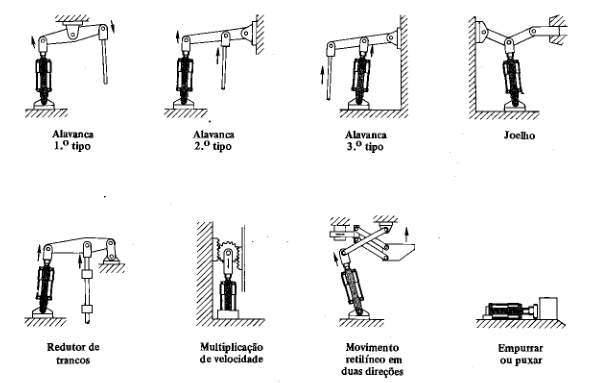 Alavanca
1.º tipo
Alavanca
2.º tipo
Alavanca
3.º tipo
Joelho
Redutor de
trancos
Multiplicação
de velocidade
Movimento
retilíneo em
duas direções
Empurrar
ou puxar